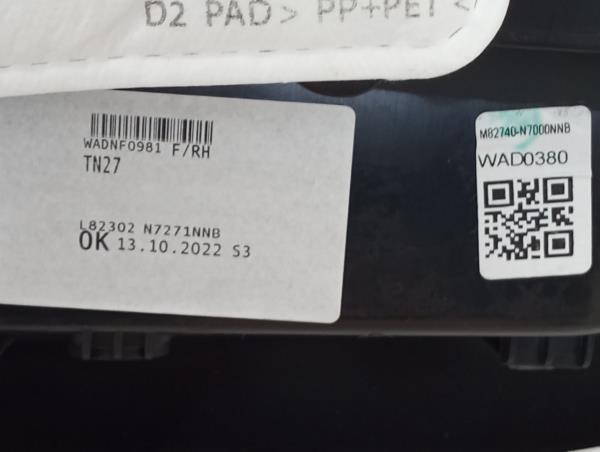 D2 PAD> PP+PET <
WADNF0981 F/RH
TN27
L82302 N7271NNB
OK 13.10.2022 S3
M82740-N7000NNB
WAD0380